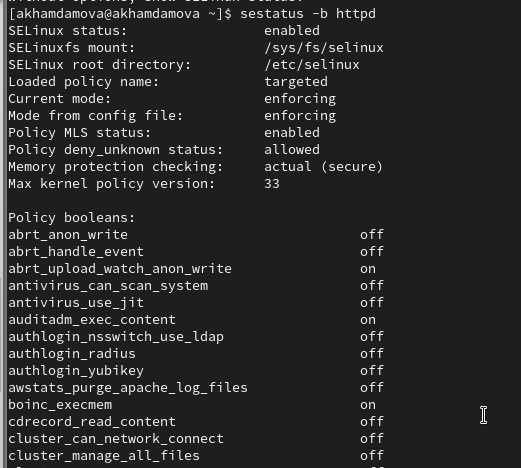 [akhamdamova@akhamdamova ~]$ sestatus -b httpd
SELinux status:                 enabled
SELinuxfs mount:                /sys/fs/selinux
SELinux root directory:         /etc/selinux
Loaded policy name:             targeted
Current mode:                   enforcing
Mode from config file:          enforcing
Policy MLS status:              enabled
Policy deny_unknown status:     allowed
Memory protection checking:     actual (secure)
Max kernel policy version:      33

Policy booleans:
abrt_anon_write                             off
abrt_handle_event                           off
abrt_upload_watch_anon_write                on
antivirus_can_scan_system                   off
antivirus_use_jit                           off
auditadm_exec_content                       on
authlogin_nsswitch_use_ldap                 off
authlogin_radius                            off
authlogin_yubikey                           off
awstats_purge_apache_log_files              off
boinc_execmem                               on
cdrecord_read_content                       off
cluster_can_network_connect                 off
cluster_manage_all_files                    off